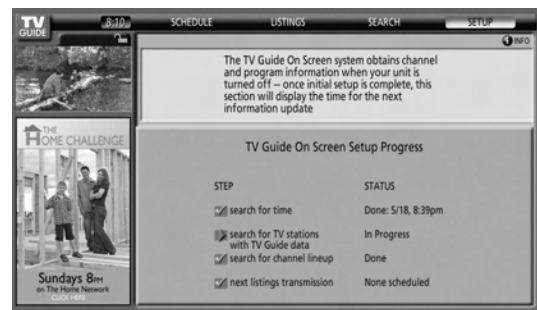 TV
GUIDE
8:10
SCHEDULE
LISTINGS
SEARCH
SETUP
i INFO
The TV Guide On Screen system obtains channel
and program information when your unit is
turned off – once initial setup is complete, this
section will display the time for the next
information update
THE
HOME CHALLENGE
Sundays 8PM
on The Home Network
CLICK HERE
TV Guide On Screen Setup Progress
STEP STATUS
search for time Done: 5/18, 8:39pm
search for TV stations In Progress
with TV Guide data
search for channel lineup Done
next listings transmission None scheduled